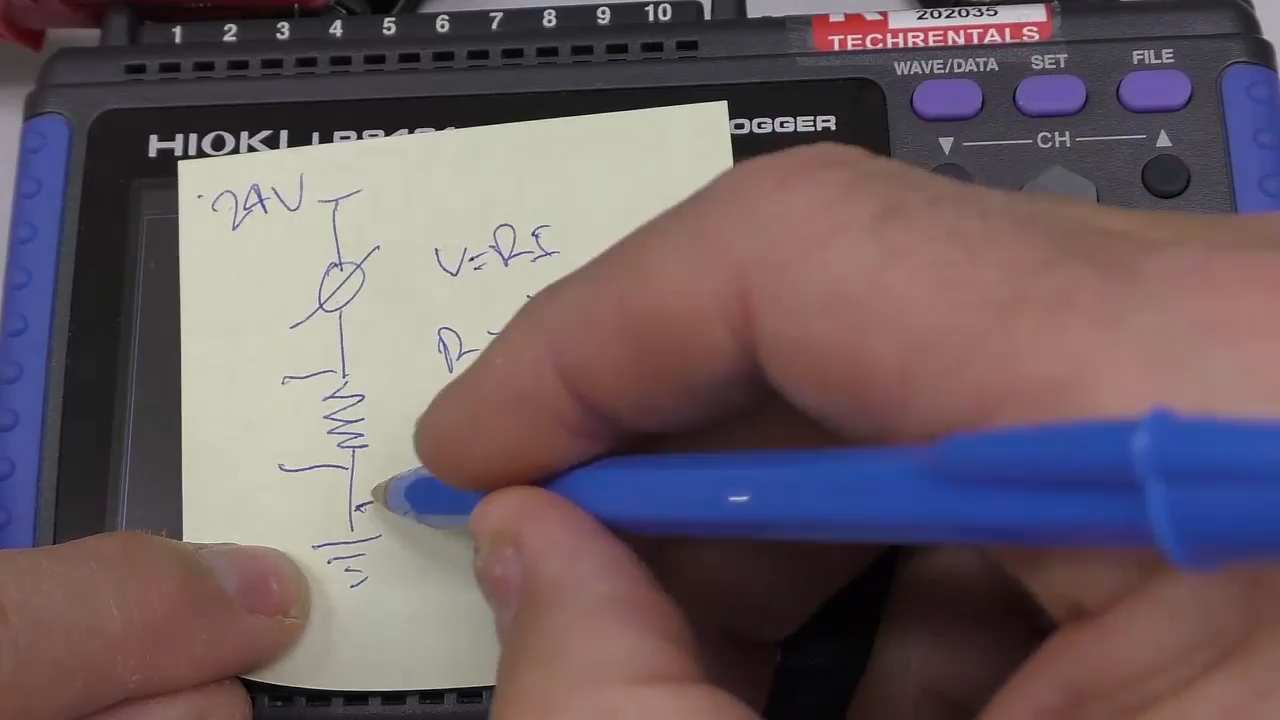 1 2 3 4 5 6 7 8 9 10
202035
TECHRENTALS
WAVE/DATA SET FILE
HIOKI OGGER
CH
24V
V=RI
R